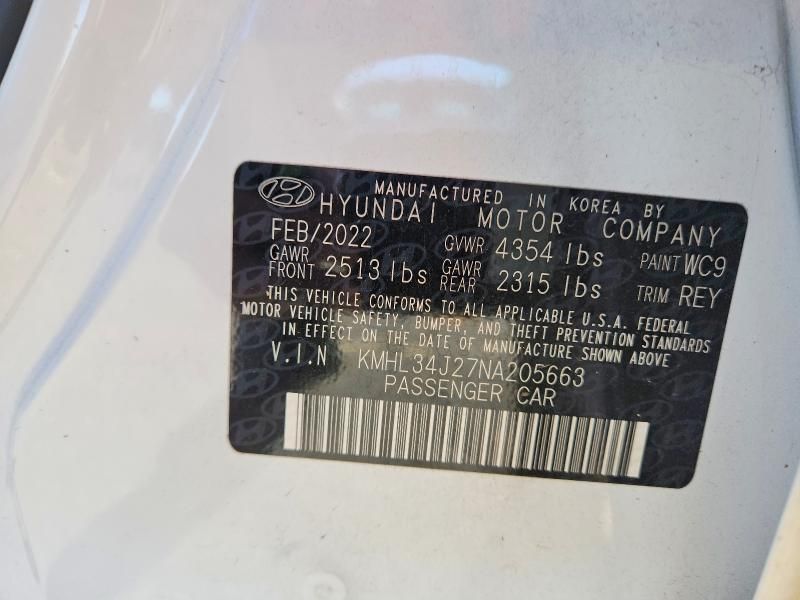 MANUFACTURED IN KOREA BY
HYUNDAI MOTOR COMPANY
FEB/2022 GVWR 4354 lbs PAINT WC9
GAWR FRONT 2513 lbs GAWR REAR 2315 lbs TRIM REY
THIS VEHICLE CONFORMS TO ALL APPLICABLE U.S.A. FEDERAL
MOTOR VEHICLE SAFETY, BUMPER, AND THEFT PREVENTION STANDARDS
IN EFFECT ON THE DATE OF MANUFACTURE SHOWN ABOVE
V.I.N KMHL34J27NA205663
PASSENGER CAR